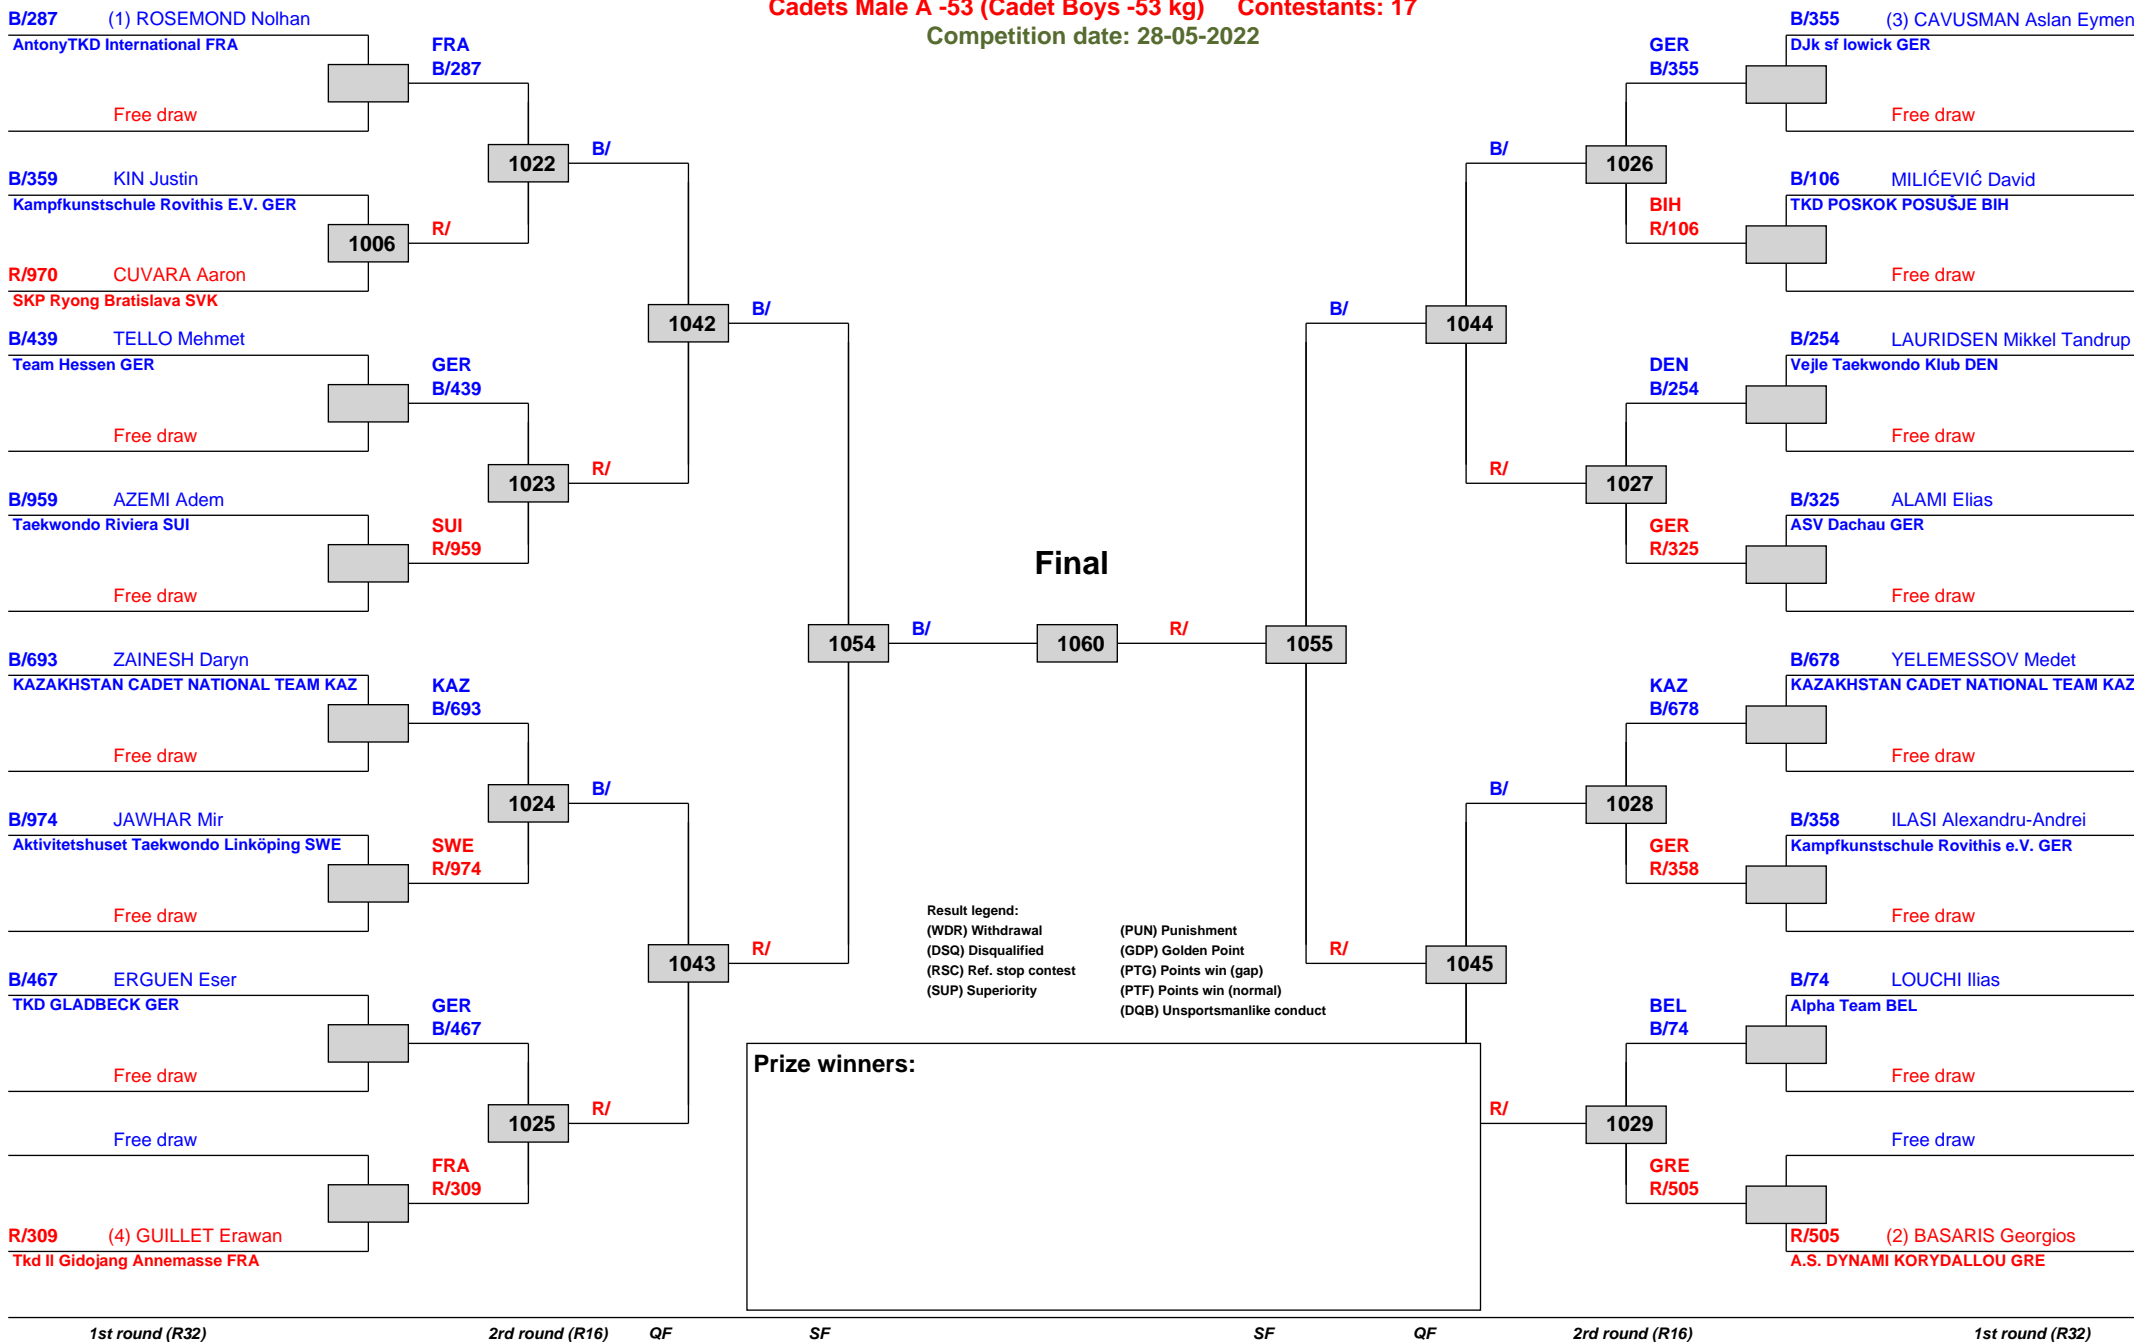 Cadets Male A -53 (Cadet Boys -53 kg) Contestants: 17
Competition date: 28-05-2022
B/287 (1) ROSEMOND Nolhan
AntonyTKD International FRA
Free draw
FRA
B/287
B/359 KIN Justin
Kampfkunstschule Rovithis E.V. GER
1006
R/
R/970 CUVARA Aaron
SKP Ryong Bratislava SVK
1022
B/
B/439 TELLO Mehmet
Team Hessen GER
Free draw
GER
B/439
B/959 AZEMI Adem
Taekwondo Riviera SUI
Free draw
SUI
R/959
1023
R/
1042
B/
B/693 ZAINESH Daryn
KAZAKHSTAN CADET NATIONAL TEAM KAZ
Free draw
KAZ
B/693
B/974 JAWHAR Mir
Aktivitetshuset Taekwondo Linköping SWE
Free draw
SWE
R/974
1024
B/
B/467 ERGUEN Eser
TKD GLADBECK GER
Free draw
GER
B/467
Free draw
R/309 (4) GUILLET Erawan
Tkd Il Gidojang Annemasse FRA
FRA
R/309
1025
R/
1043
R/
1054
B/
Final
1060
R/
1055
B/355 (3) CAVUSMAN Aslan Eymen
DJk sf lowick GER
Free draw
GER
B/355
B/106 MILIĆEVIĆ David
TKD POSKOK POSUŠJE BIH
Free draw
BIH
R/106
1026
B/
B/254 LAURIDSEN Mikkel Tandrup
Vejle Taekwondo Klub DEN
Free draw
DEN
B/254
B/325 ALAMI Elias
ASV Dachau GER
Free draw
GER
R/325
1027
R/
1044
B/
B/678 YELEMESSOV Medet
KAZAKHSTAN CADET NATIONAL TEAM KAZ
Free draw
KAZ
B/678
B/358 ILASI Alexandru-Andrei
Kampfkunstschule Rovithis e.V. GER
Free draw
GER
R/358
1028
B/
B/74 LOUCHI Ilias
Alpha Team BEL
Free draw
BEL
B/74
Free draw
R/505 (2) BASARIS Georgios
A.S. DYNAMI KORYDALLOU GRE
GRE
R/505
1029
R/
1045
R/
Result legend:
(WDR) Withdrawal (PUN) Punishment
(DSQ) Disqualified (GDP) Golden Point
(RSC) Ref. stop contest (PTG) Points win (gap)
(SUP) Superiority (PTF) Points win (normal)
(DQB) Unsportsmanlike conduct
Prize winners:
1st round (R32) 2rd round (R16) QF SF SF QF 2rd round (R16) 1st round (R32)